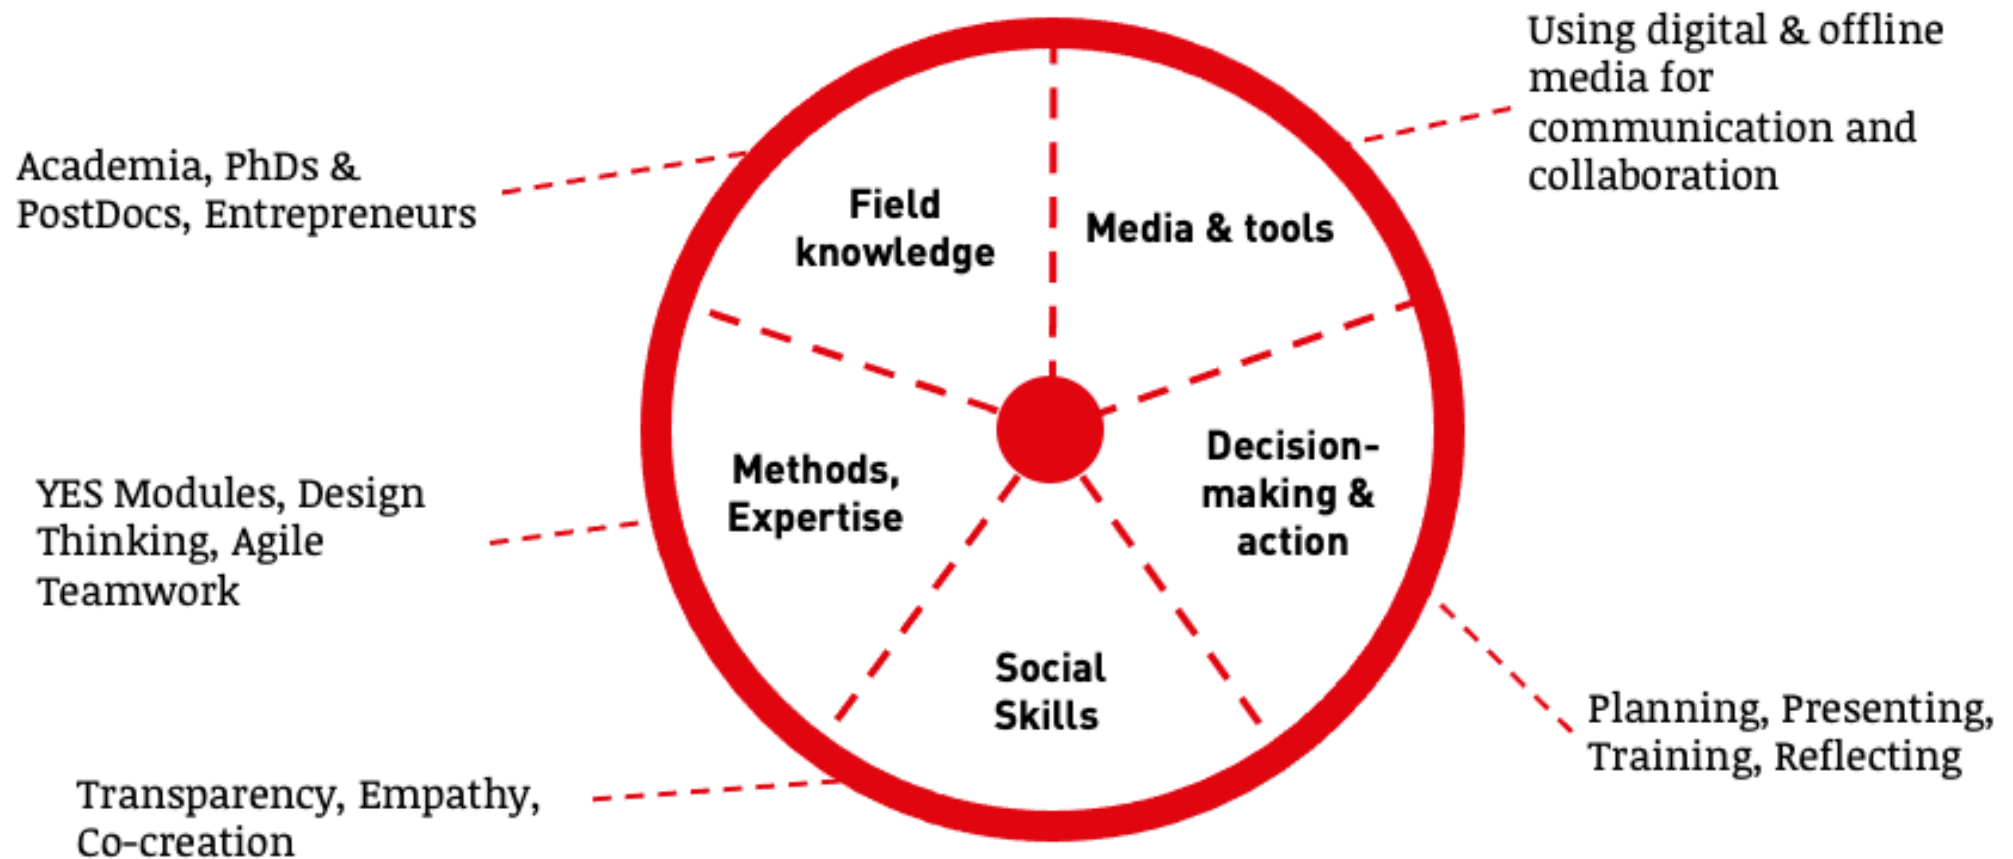 Using digital & offline
media for
communication and
collaboration
Academia, PhDs &
PostDocs, Entrepreneurs
Field
knowledge
Media & tools
Methods,
Expertise
Decision-
making &
action
YES Modules, Design
Thinking, Agile
Teamwork
Social
Skills
Planning, Presenting,
Training, Reflecting
Transparency, Empathy,
Co-creation